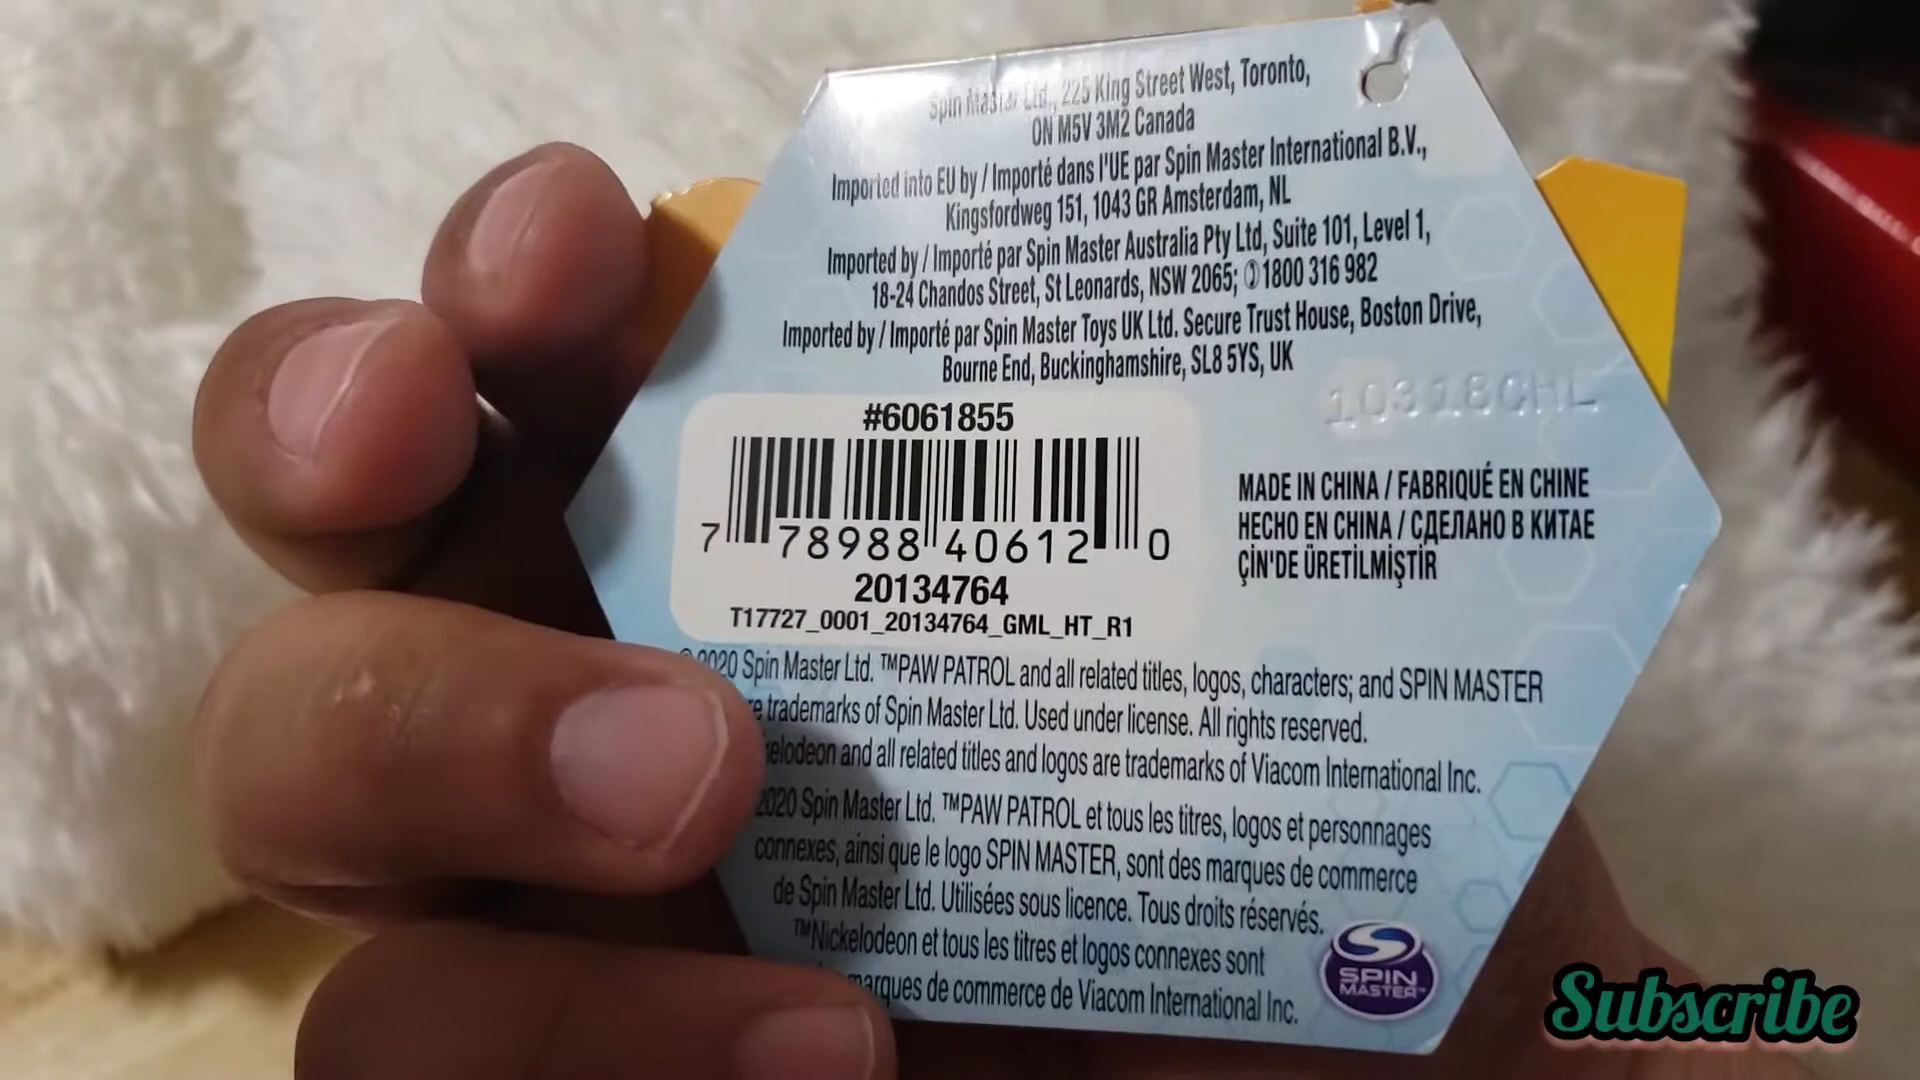 Spin Master Ltd., 225 King Street West, Toronto,
ON M5V 3M2 Canada
Imported into EU by / Importé dans l'UE par Spin Master International B.V.,
Kingsfordweg 151, 1043 GR Amsterdam, NL
Imported by / Importé par Spin Master Australia Pty Ltd, Suite 101, Level 1,
18-24 Chandos Street, St Leonards, NSW 2065; ✆1800 316 982
Imported by / Importé par Spin Master Toys UK Ltd. Secure Trust House, Boston Drive,
Bourne End, Buckinghamshire, SL8 5YS, UK
10318CHL
#6061855
7 78988 40612 0
20134764
T17727_0001_20134764_GML_HT_R1
MADE IN CHINA / FABRIQUÉ EN CHINE
HECHO EN CHINA / СДЕЛАНО В КИТАЕ
ÇİN'DE ÜRETİLMİŞTİR
©2020 Spin Master Ltd. ™PAW PATROL and all related titles, logos, characters; and SPIN MASTER
trademarks of Spin Master Ltd. Used under license. All rights reserved.
and all related titles and logos are trademarks of Viacom International Inc.
2020 Spin Master Ltd. ™PAW PATROL et tous les titres, logos et personnages
connexes, ainsi que le logo SPIN MASTER, sont des marques de commerce
de Spin Master Ltd. Utilisées sous licence. Tous droits réservés.
™Nickelodeon et tous les titres et logos connexes sont
marques de commerce de Viacom International Inc.
SPIN
MASTER™
Subscribe